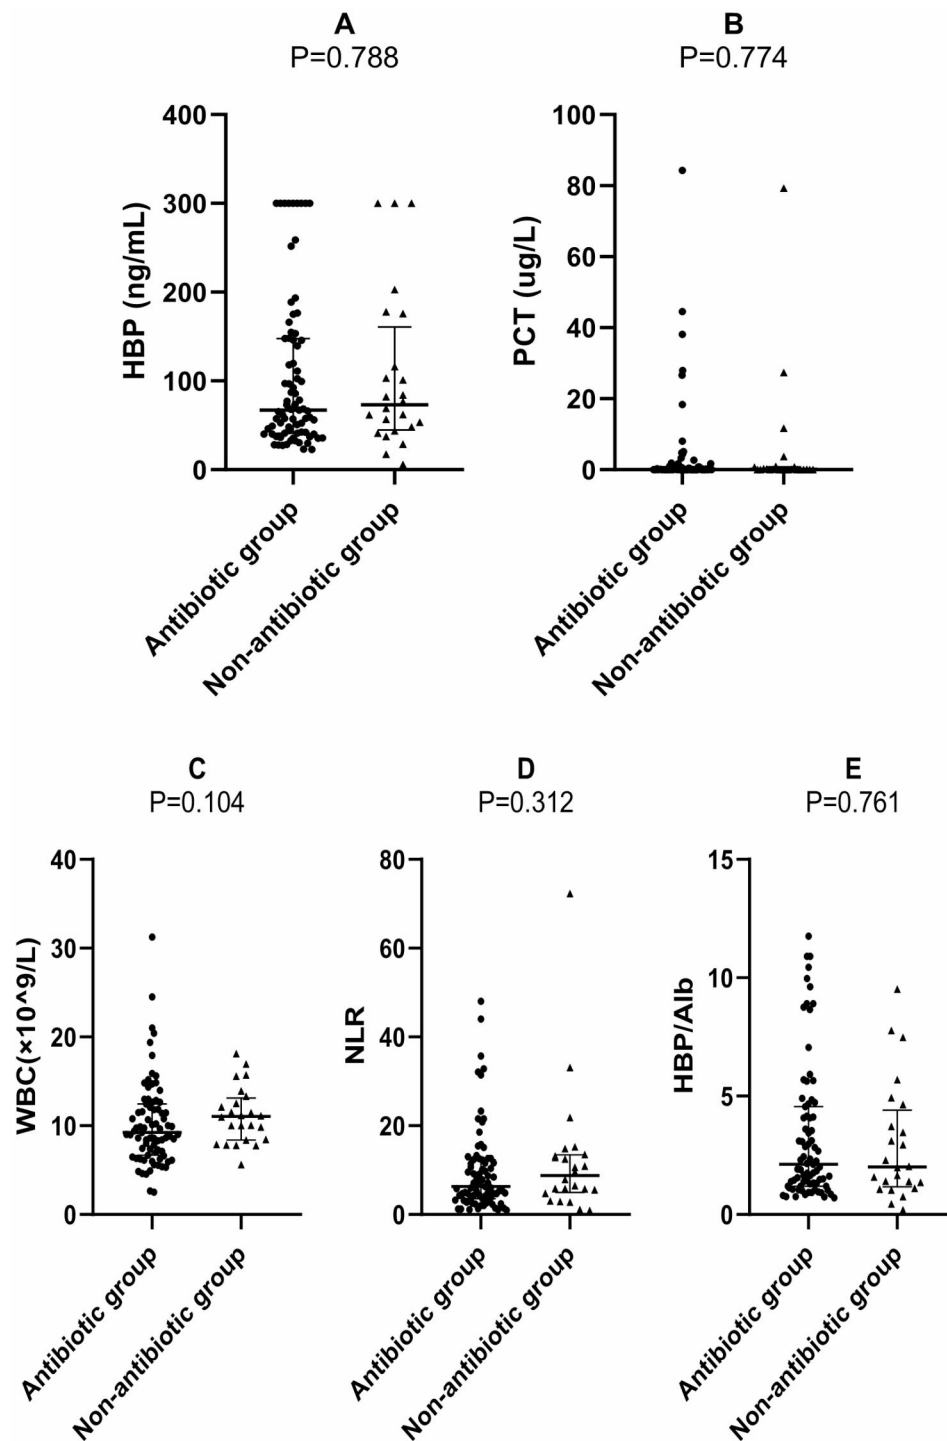 A
P=0.788
HBP (ng/mL)
400
300
200
100
0
Antibiotic group
Non-antibiotic group
B
P=0.774
PCT (ug/L)
100
80
60
40
20
0
Antibiotic group
Non-antibiotic group
C
P=0.104
WBC(×10^9/L)
40
30
20
10
0
Antibiotic group
Non-antibiotic group
D
P=0.312
NLR
80
60
40
20
0
Antibiotic group
Non-antibiotic group
E
P=0.761
HBP/Alb
15
10
5
0
Antibiotic group
Non-antibiotic group